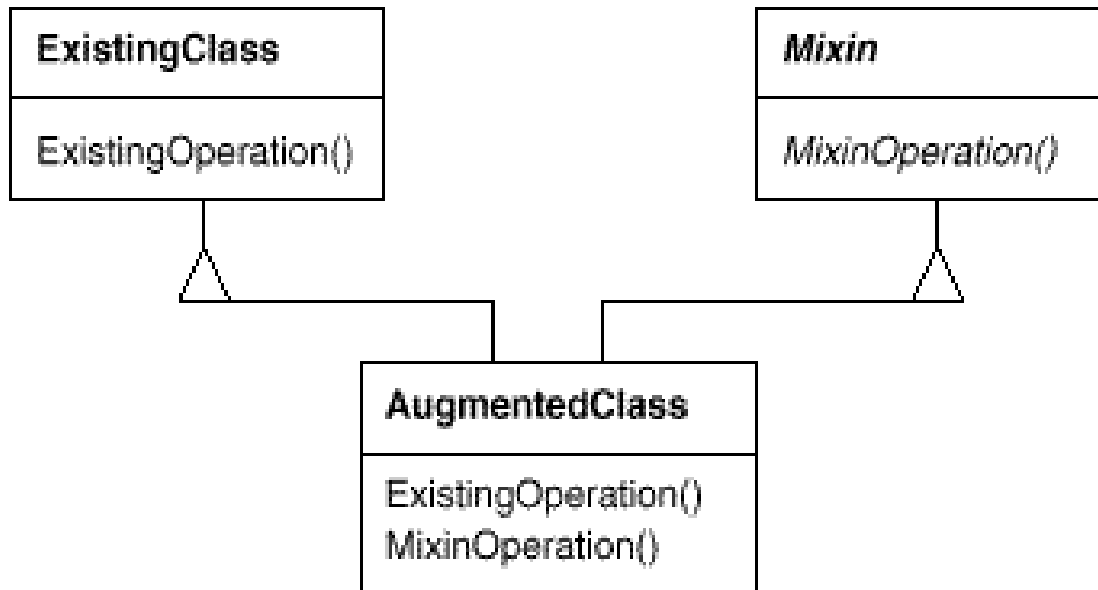 ExistingClass
ExistingOperation()
Mixin
MixinOperation()
AugmentedClass
ExistingOperation()
MixinOperation()